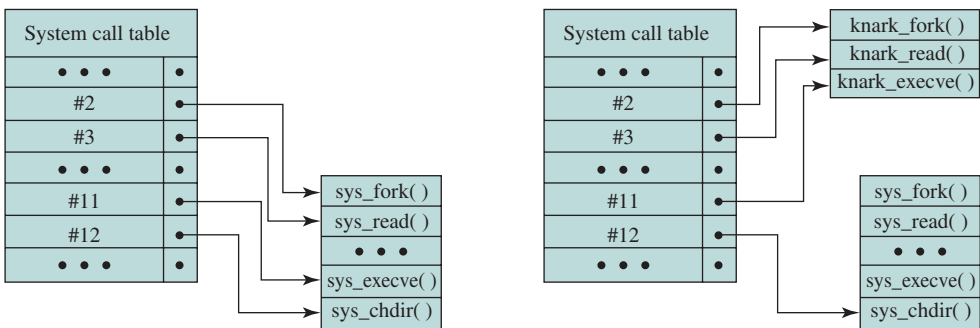 System call table
• • • •
#2
#3
• • • •
#11
#12
• • • •
sys_fork( )
sys_read( )
• • •
sys_execve( )
sys_chdir( )
System call table
• • • •
#2
#3
• • • •
#11
#12
• • • •
knark_fork( )
knark_read( )
knark_execve( )
sys_fork( )
sys_read( )
• • •
sys_execve( )
sys_chdir( )